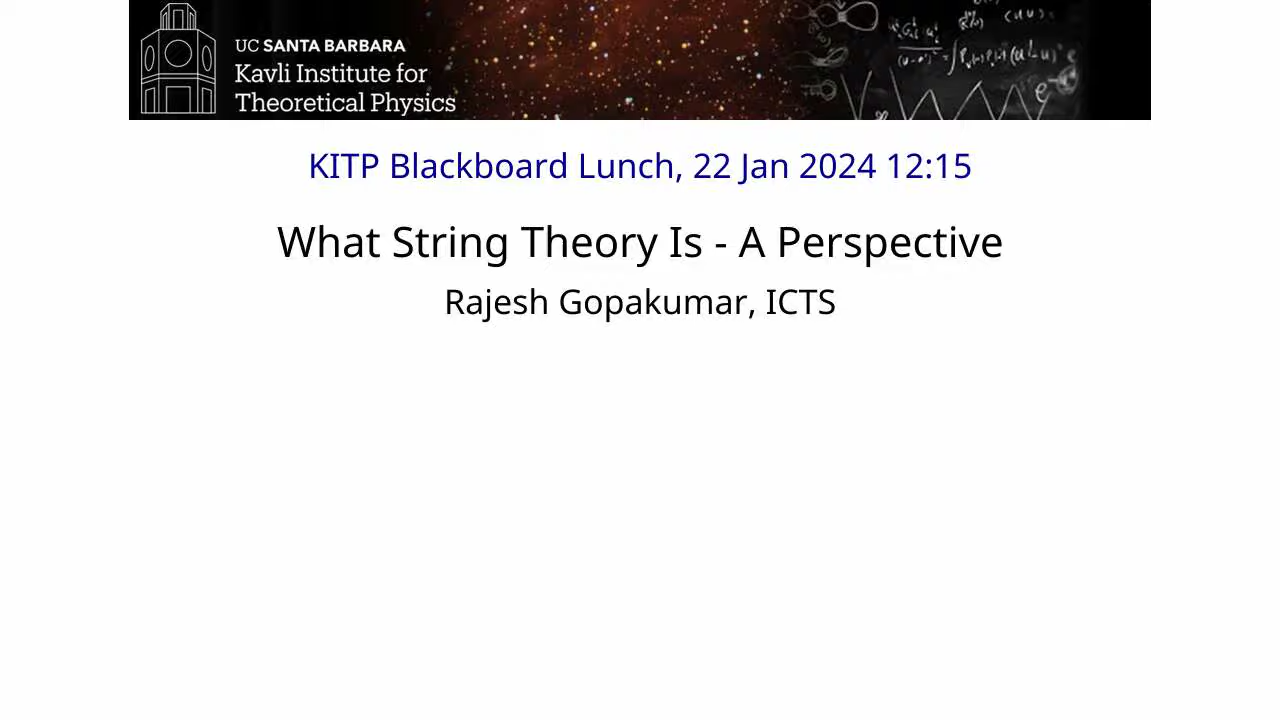 UC SANTA BARBARA
Kavli Institute for
Theoretical Physics
KITP Blackboard Lunch, 22 Jan 2024 12:15
What String Theory Is - A Perspective
Rajesh Gopakumar, ICTS